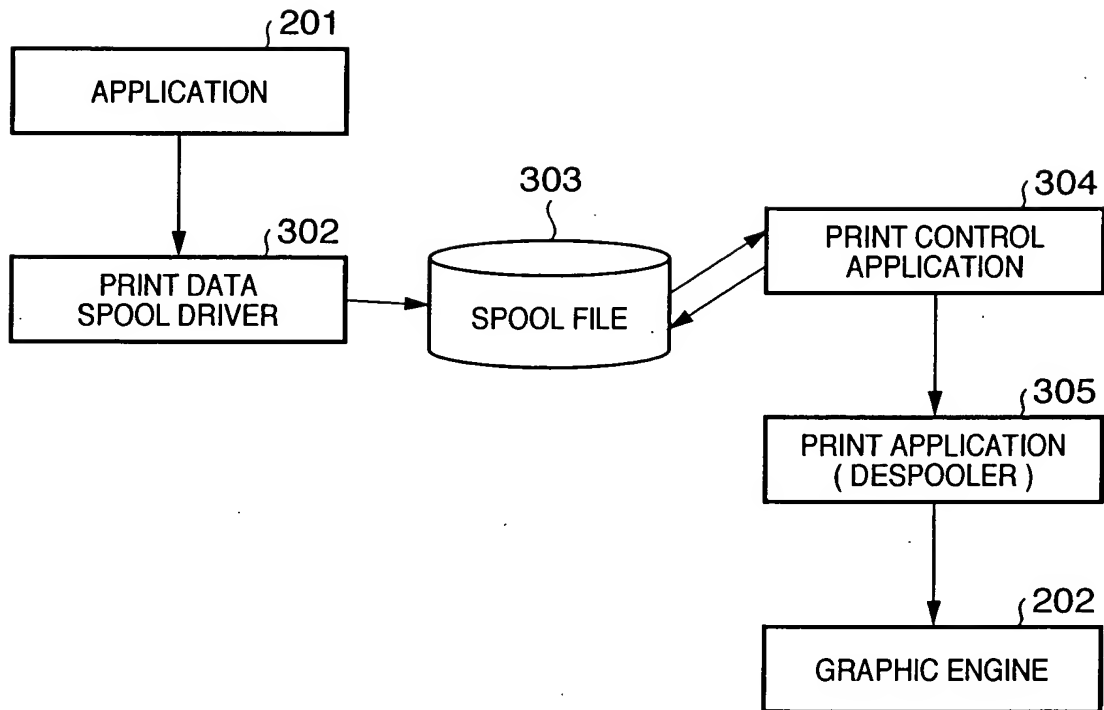 201
APPLICATION
302
PRINT DATA
SPOOL DRIVER
303
SPOOL FILE
304
PRINT CONTROL
APPLICATION
305
PRINT APPLICATION
( DESPOOLER )
202
GRAPHIC ENGINE